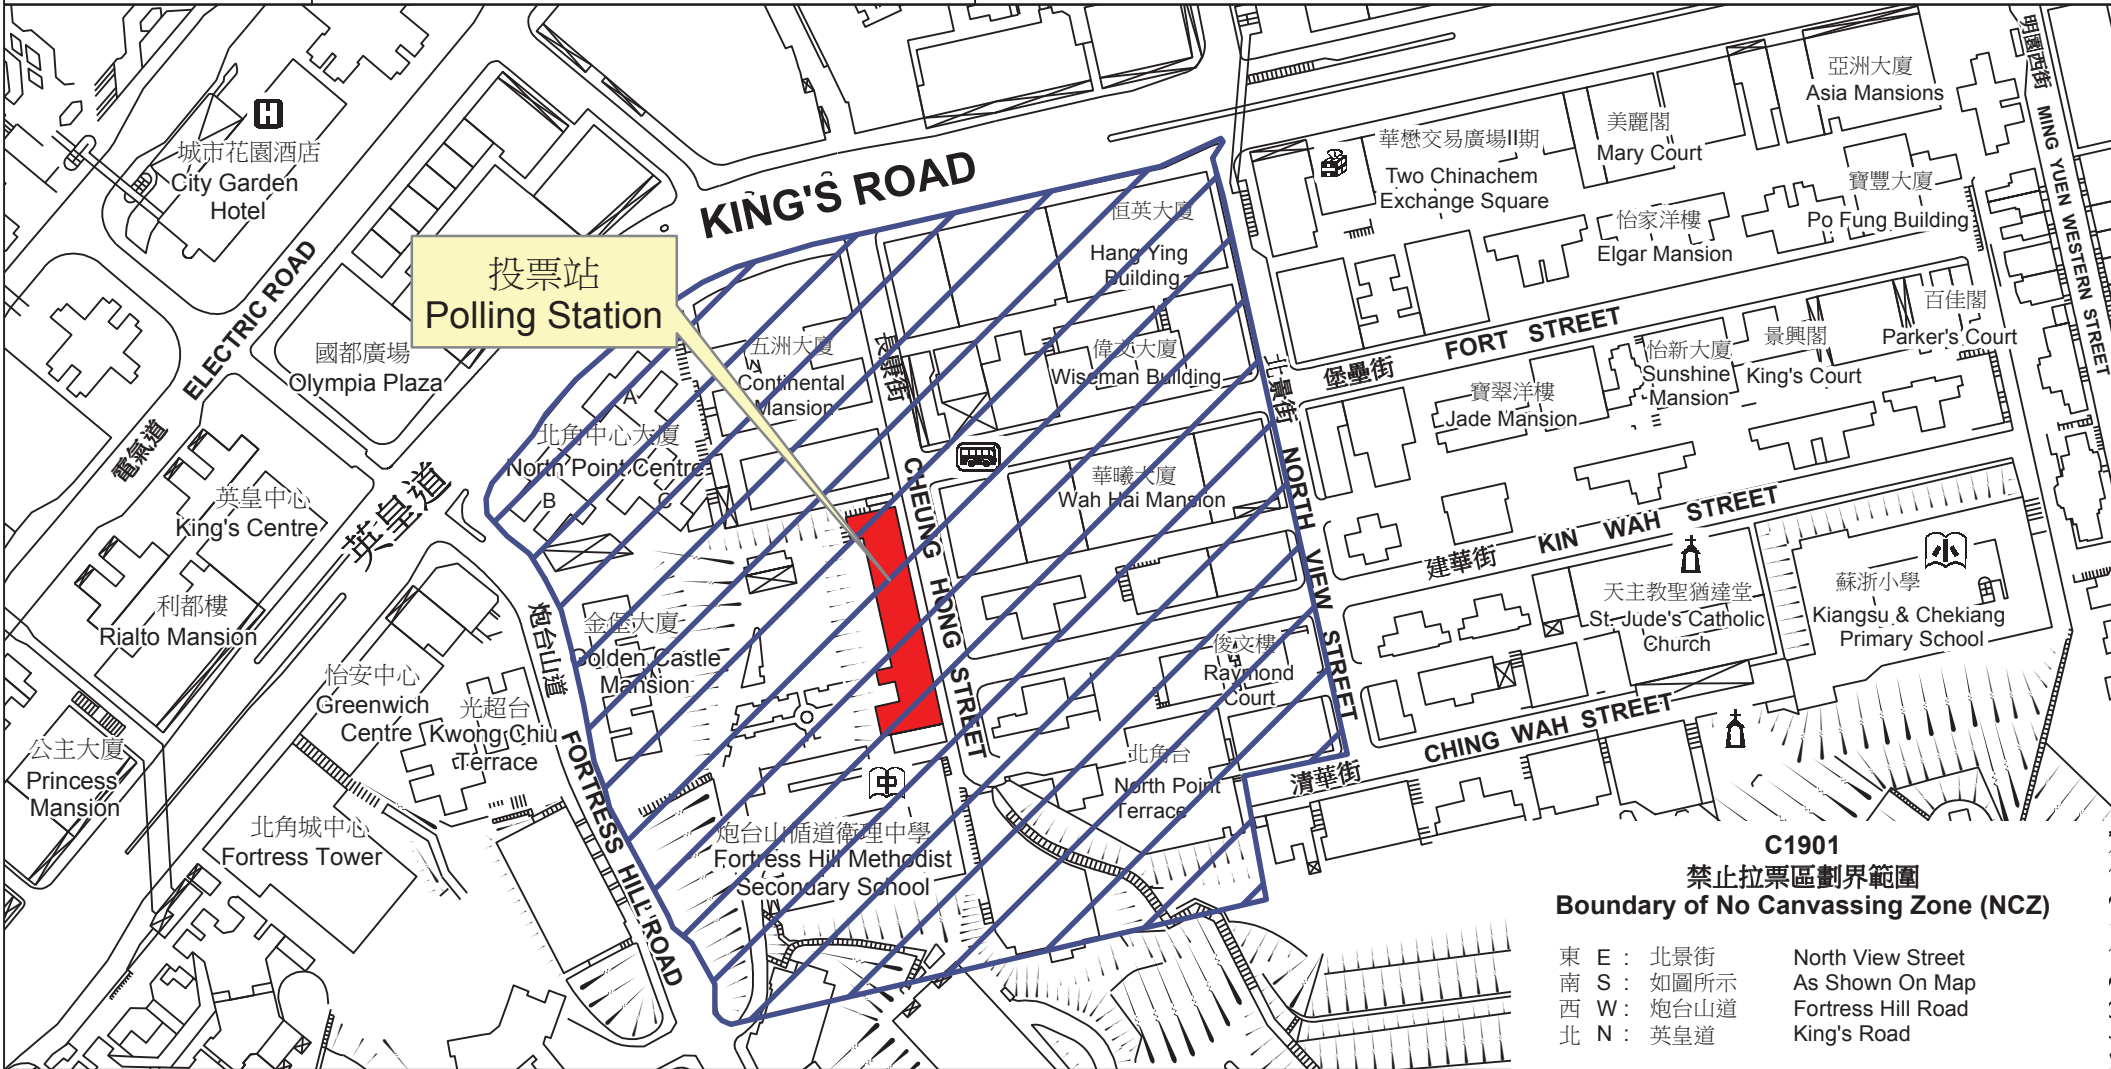 明園西街 MING YUEN WESTERN STREET
亞洲大廈
Asia Mansions
美麗閣
Mary Court
華懋交易廣場II期
Two Chinachem
Exchange Square
城市花園酒店
City Garden
Hotel
KING'S ROAD
寶豐大廈
Po Fung Building
怡家洋樓
Elgar Mansion
恒英大廈
Hang Ying
Building
投票站
Polling Station
電氣道 ELECTRIC ROAD
國都廣場
Olympia Plaza
五洲大廈
Continental
Mansion
長康街 CHEUNG HONG STREET
偉文大廈
Wiseman Building
北景街 NORTH VIEW STREET
堡壘街 FORT STREET
百佳閣
Parker's Court
景興閣
King's Court
怡新大廈
Sunshine
Mansion
寶翠洋樓
Jade Mansion
A
北角中心大廈
North Point Centre
B
C
華曦大廈
Wah Hai Mansion
英皇中心
King's Centre
英皇道
建華街 KIN WAH STREET
天主教聖猶達堂
St. Jude's Catholic
Church
小
蘇浙小學
Kiangsu & Chekiang
Primary School
利都樓
Rialto Mansion
炮台山道 FORTRESS HILL ROAD
金堡大廈
Golden Castle
Mansion
俊文樓
Raymond
Court
怡安中心
Greenwich
Centre
光超台
Kwong Chiu
Terrace
公主大廈
Princess
Mansion
北角台
North Point
Terrace
清華街 CHING WAH STREET
中
炮台山循道衛理中學
Fortress Hill Methodist
Secondary School
北角城中心
Fortress Tower
C1901
禁止拉票區劃界範圍
Boundary of No Canvassing Zone (NCZ)
東 E : 北景街 North View Street
南 S : 如圖所示 As Shown On Map
西 W : 炮台山道 Fortress Hill Road
北 N : 英皇道 King's Road